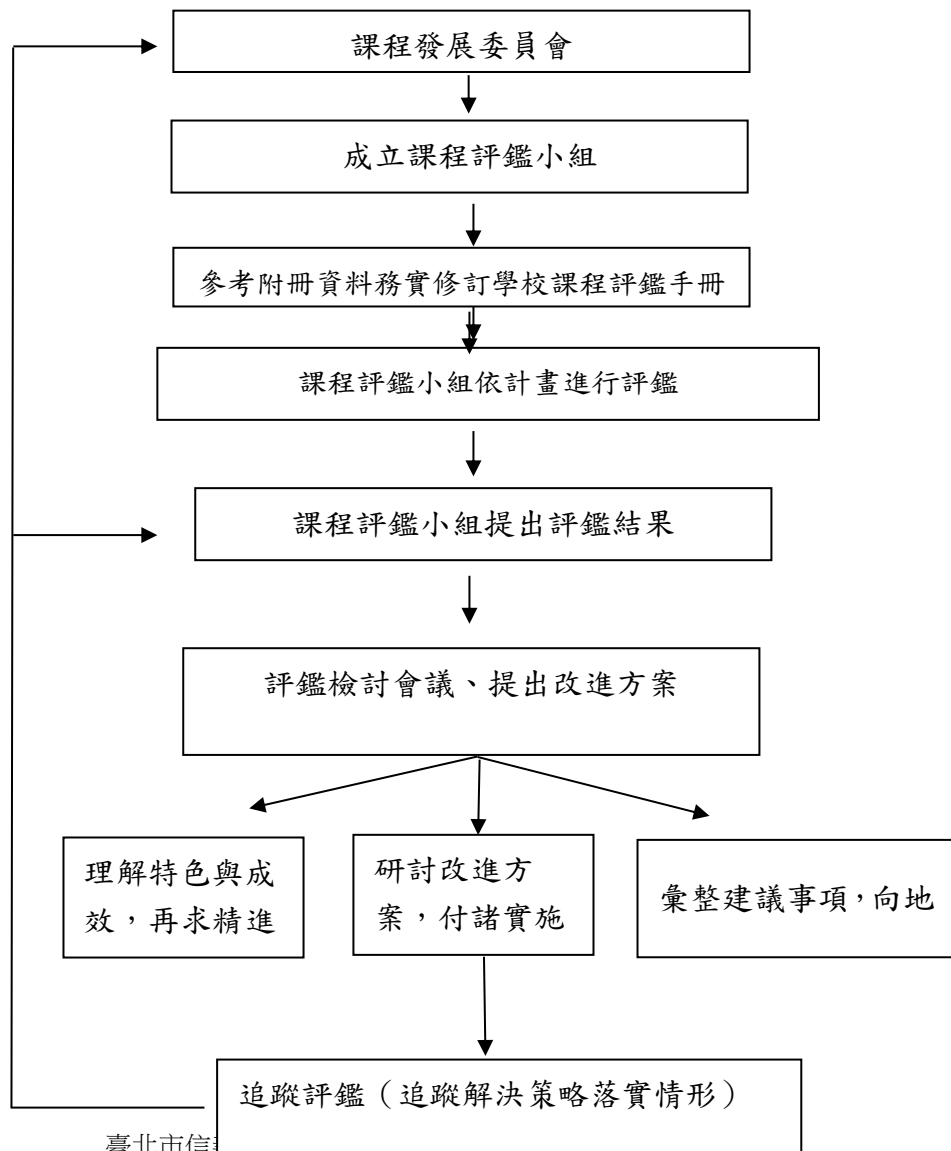 課程發展委員會
成立課程評鑑小組
參考附冊資料務實修訂學校課程評鑑手冊
課程評鑑小組依計畫進行評鑑
課程評鑑小組提出評鑑結果
評鑑檢討會議、提出改進方案
理解特色與成
效，再求精進
研討改進方
案，付諸實施
彙整建議事項，向地
追蹤評鑑（追蹤解決策略落實情形）
臺北市信